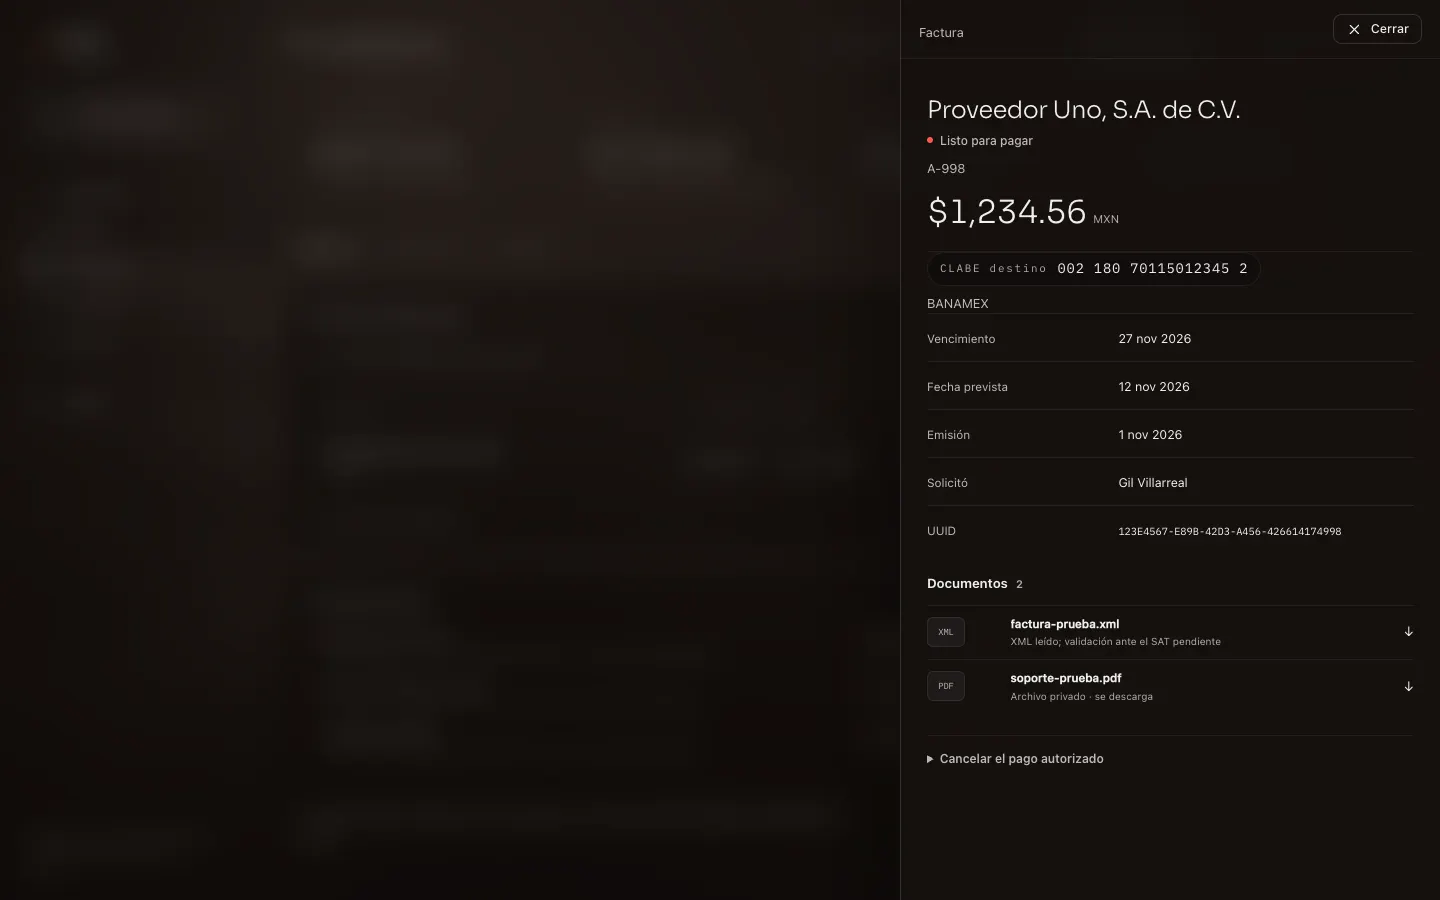 Factura
Cerrar
Proveedor Uno, S.A. de C.V.
Listo para pagar
A-998
$1,234.56 MXN
CLABE destino 002 180 70115012345 2
BANAMEX
Vencimiento 27 nov 2026
Fecha prevista 12 nov 2026
Emisión 1 nov 2026
Solicitó Gil Villarreal
UUID 123E4567-E89B-42D3-A456-426614174998
Documentos 2
XML factura-prueba.xml
XML leído; validación ante el SAT pendiente
PDF soporte-prueba.pdf
Archivo privado · se descarga
Cancelar el pago autorizado